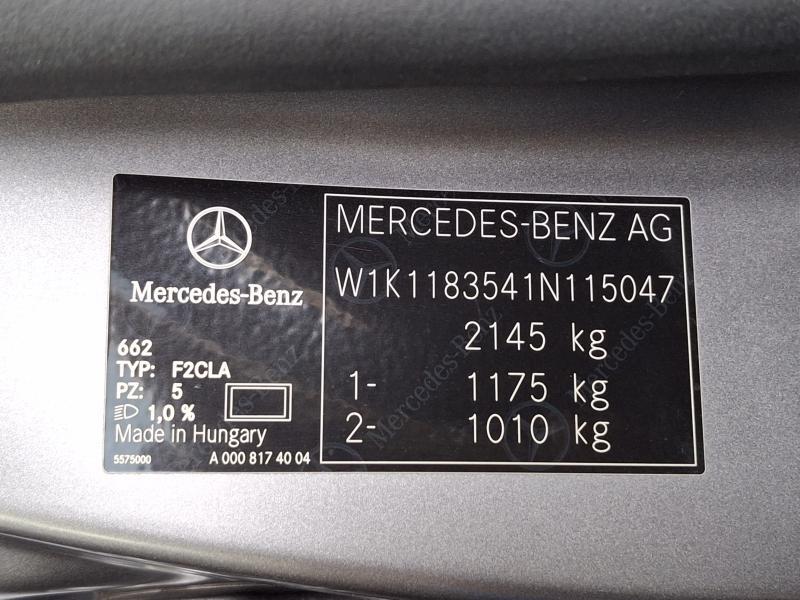 Mercedes-Benz
662
TYP: F2CLA
PZ: 5
1,0 %
Made in Hungary
5575000 A 000 817 40 04
MERCEDES-BENZ AG
W1K1183541N115047
2145 kg
1- 1175 kg
2- 1010 kg